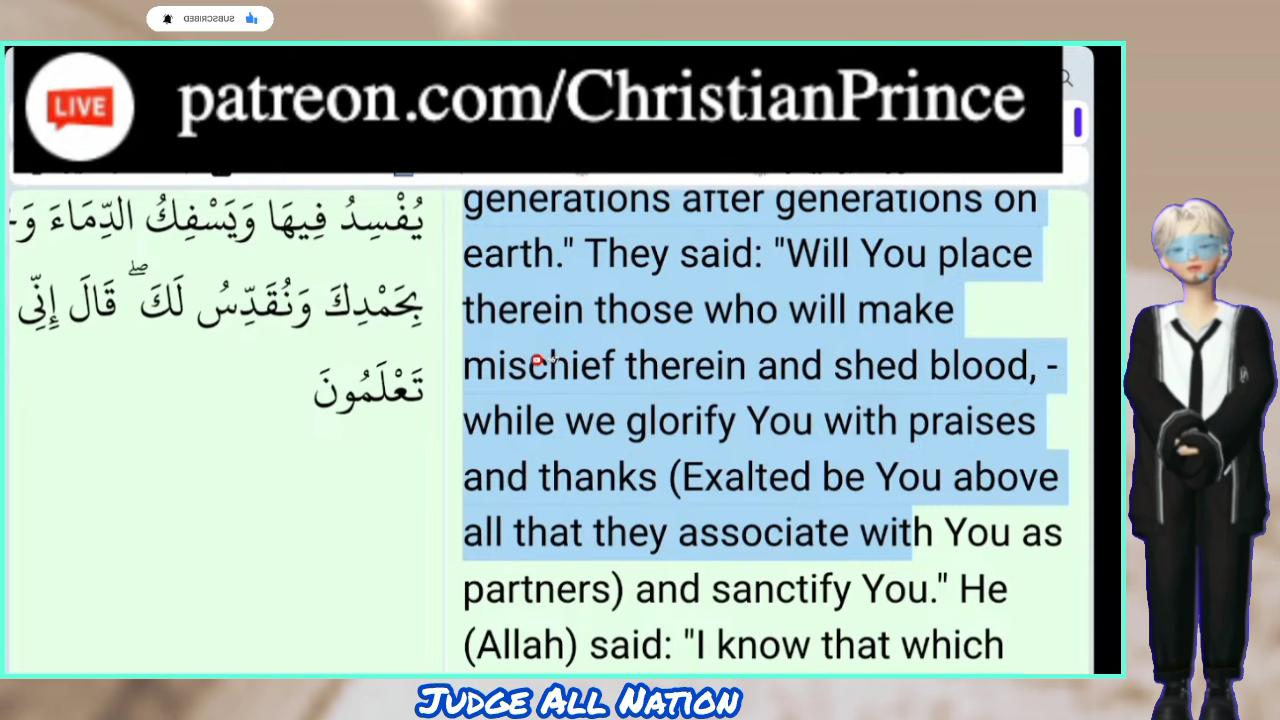 SUBSCRIBED
LIVE
patreon.com/ChristianPrince
يُفْسِدُ فِيهَا وَيَسْفِكُ الدِّمَاءَ
بِحَمْدِكَ وَنُقَدِّسُ لَكَ ۖ قَالَ إِنِّي
تَعْلَمُونَ
generations after generations on
earth." They said: "Will You place
therein those who will make
mischief therein and shed blood, -
while we glorify You with praises
and thanks (Exalted be You above
all that they associate with You as
partners) and sanctify You." He
(Allah) said: "I know that which
Judge All Nation